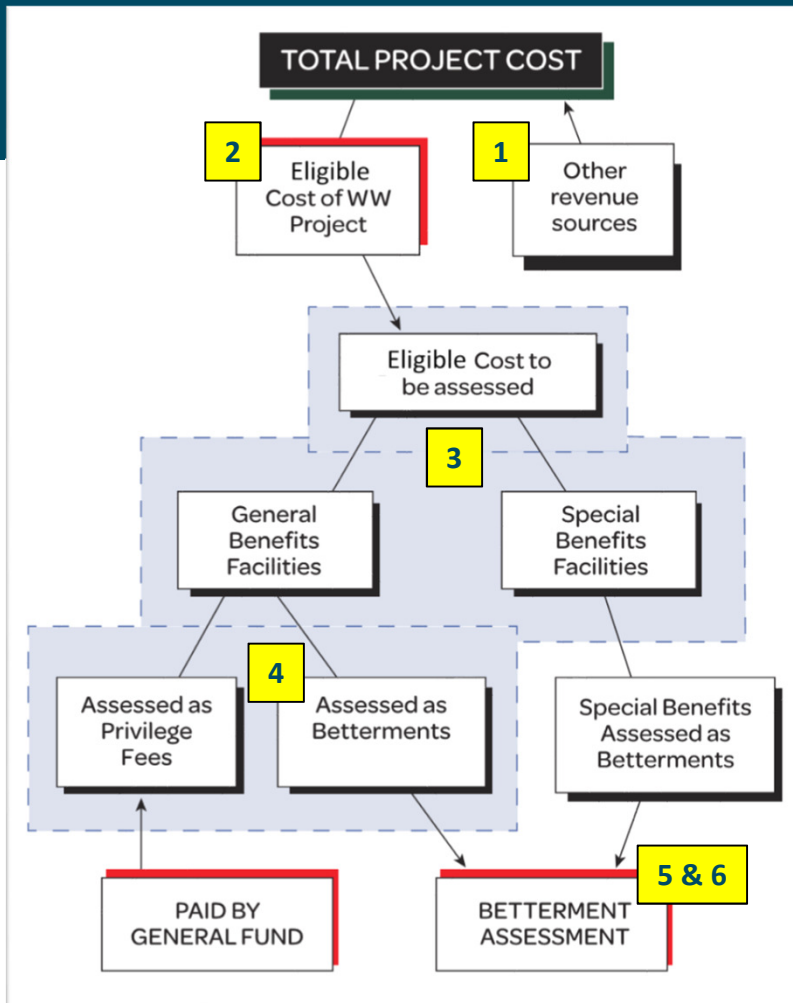 TOTAL PROJECT COST
2
Eligible
Cost of WW
Project
1
Other
revenue
sources
Eligible Cost to
be assessed
3
General
Benefits
Facilities
Special
Benefits
Facilities
4
Assessed as
Privilege
Fees
Assessed as
Betterments
Special Benefits
Assessed as
Betterments
PAID BY
GENERAL FUND
5 & 6
BETTERMENT
ASSESSMENT